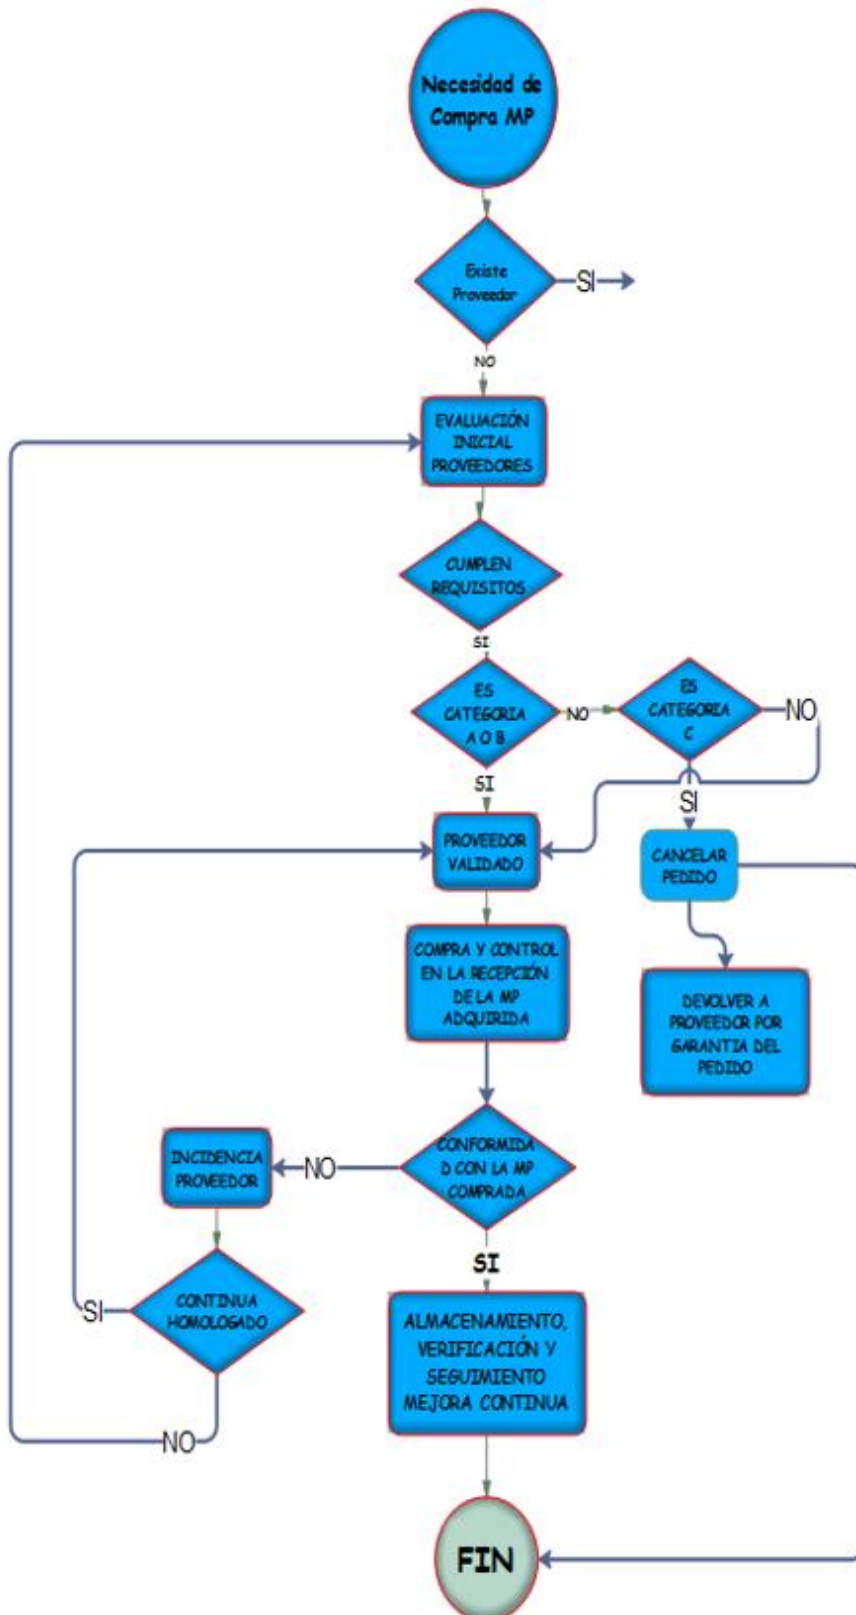 Necesidad de
Compra MP
Existe
Proveedor
SI
NO
EVALUACIÓN
INICIAL
PROVEEDORES
CUMPLEN
REQUISITOS
SI
ES
CATEGORIA
A O B
NO
ES
CATEGORIA
C
NO
SI
SI
PROVEEDOR
VALIDADO
CANCELAR
PEDIDO
COMPRA Y CONTROL
EN LA RECEPCIÓN
DE LA MP
ADQUIRIDA
DEVOLVER A
PROVEEDOR POR
GARANTIA DEL
PEDIDO
CONFORMIDA
D CON LA MP
COMPRADA
NO
INCIDENCIA
PROVEEDOR
SI
CONTINUA
HOMOLOGADO
SI
NO
ALMACENAMIENTO,
VERIFICACIÓN Y
SEGUIMIENTO
MEJORA CONTINUA
FIN